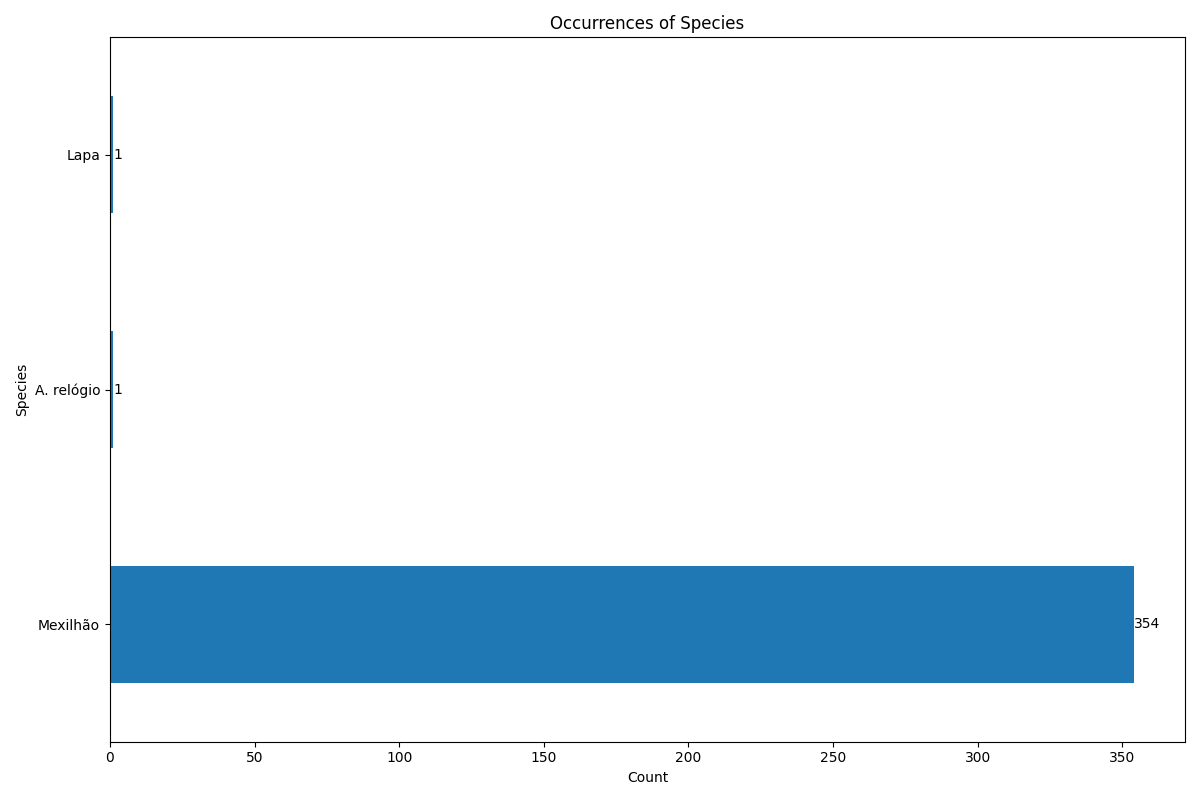 Occurrences of Species
Species
Lapa
1
A. relógio
1
Mexilhão
354
0 50 100 150 200 250 300 350
Count